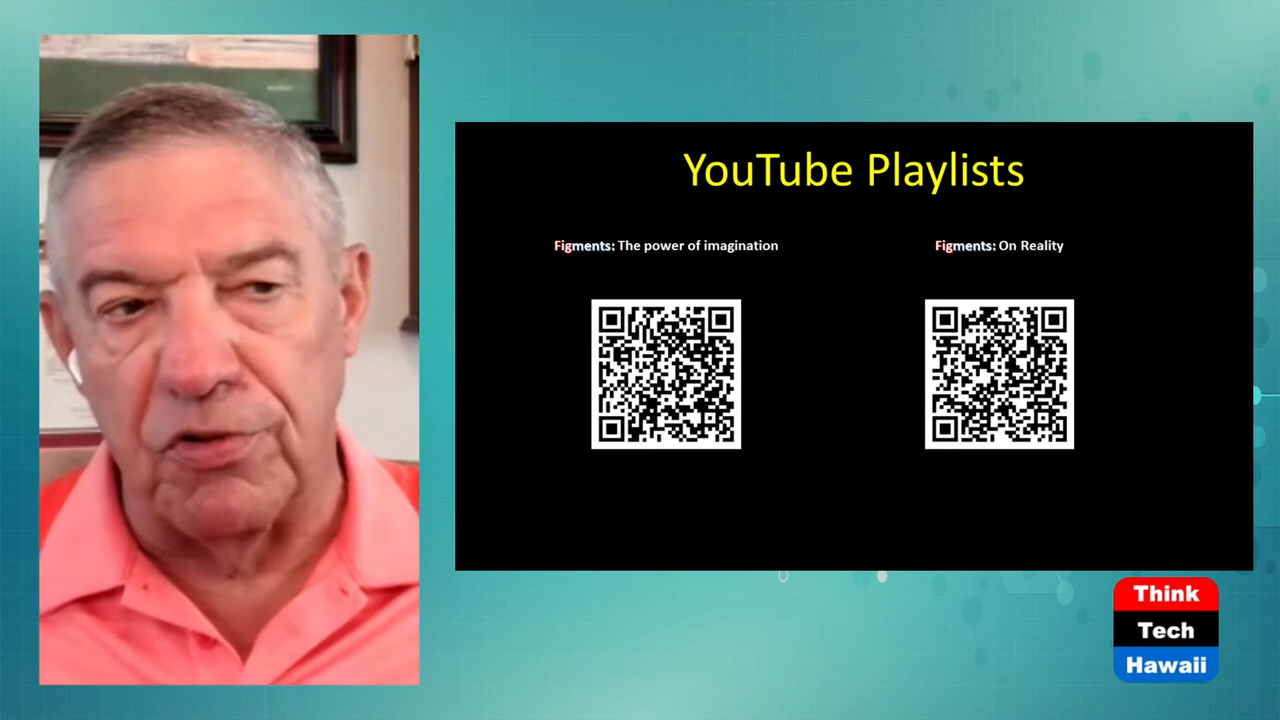 YouTube Playlists
Figments: The power of imagination
Figments: On Reality
Think
Tech
Hawaii